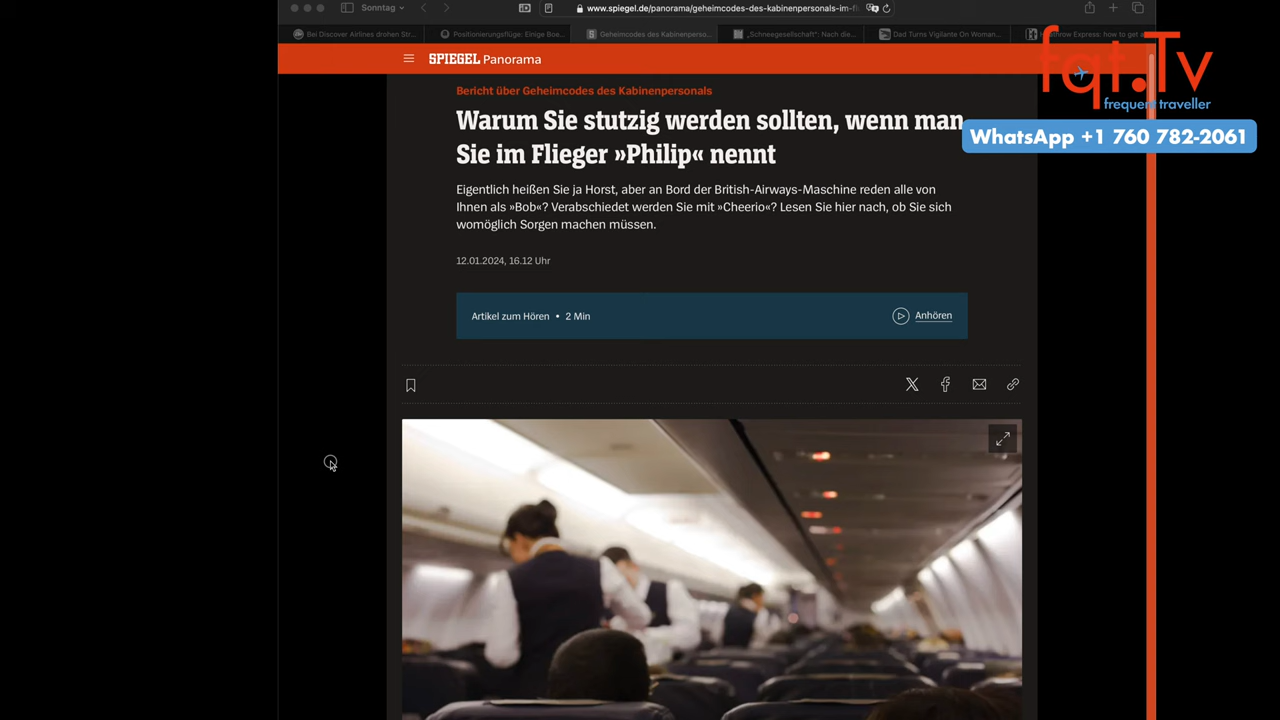 Sonntag
www.spiegel.de/panorama/geheimcodes-des-kabinenpersonals-im-fl
Bei Discover Airlines drohen Str...
Positionierungsflüge: Einige Boe...
Geheimcodes des Kabinenperso...
„Schneegesellschaft“: Nach die...
Dad Turns Vigilante On Woman...
Express: how to get a
fqt.Tv
frequent traveller
WhatsApp +1 760 782-2061
SPIEGEL Panorama
Bericht über Geheimcodes des Kabinenpersonals
Warum Sie stutzig werden sollten, wenn man
Sie im Flieger »Philip« nennt
Eigentlich heißen Sie ja Horst, aber an Bord der British-Airways-Maschine reden alle von
Ihnen als »Bob«? Verabschiedet werden Sie mit »Cheerio«? Lesen Sie hier nach, ob Sie sich
womöglich Sorgen machen müssen.
12.01.2024, 16.12 Uhr
Artikel zum Hören • 2 Min
Anhören